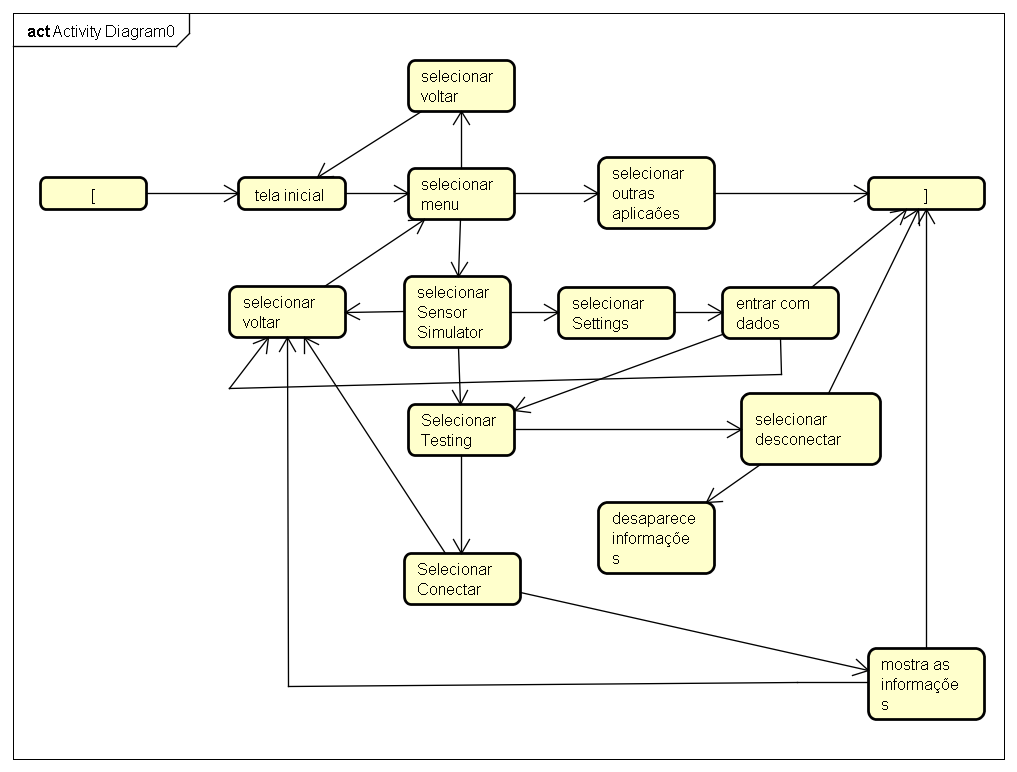 act Activity Diagram0
selecionar
voltar
[
tela inicial
selecionar
menu
selecionar
outras
aplicaões
]
selecionar
voltar
selecionar
Sensor
Simulator
selecionar
Settings
entrar com
dados
Selecionar
Testing
selecionar
desconectar
desaparece
informaçõe
s
Selecionar
Conectar
mostra as
informaçõe
s